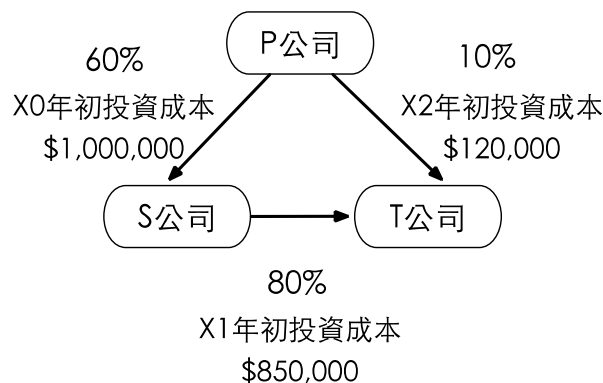 P公司
60%
10%
X0年初投資成本
$1,000,000
X2年初投資成本
$120,000
S公司
T公司
80%
X1年初投資成本
$850,000